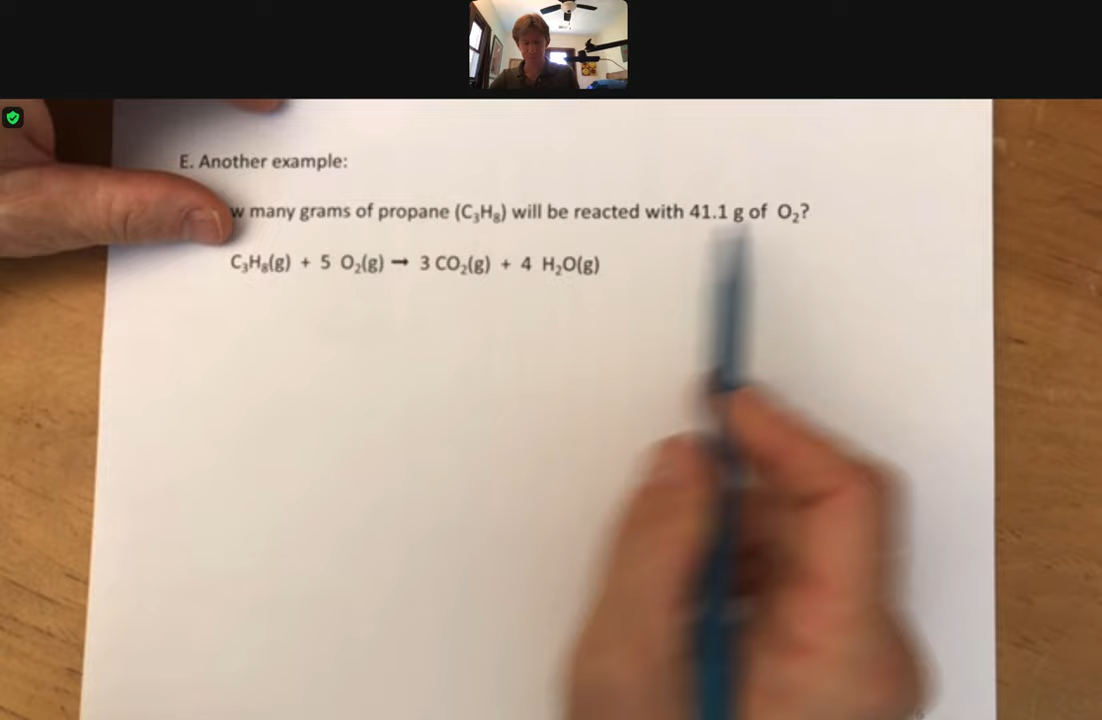 E. Another example:
w many grams of propane (C₃H₈) will be reacted with 41.1 g of O₂?
C₃H₈(g) + 5 O₂(g) → 3 CO₂(g) + 4 H₂O(g)